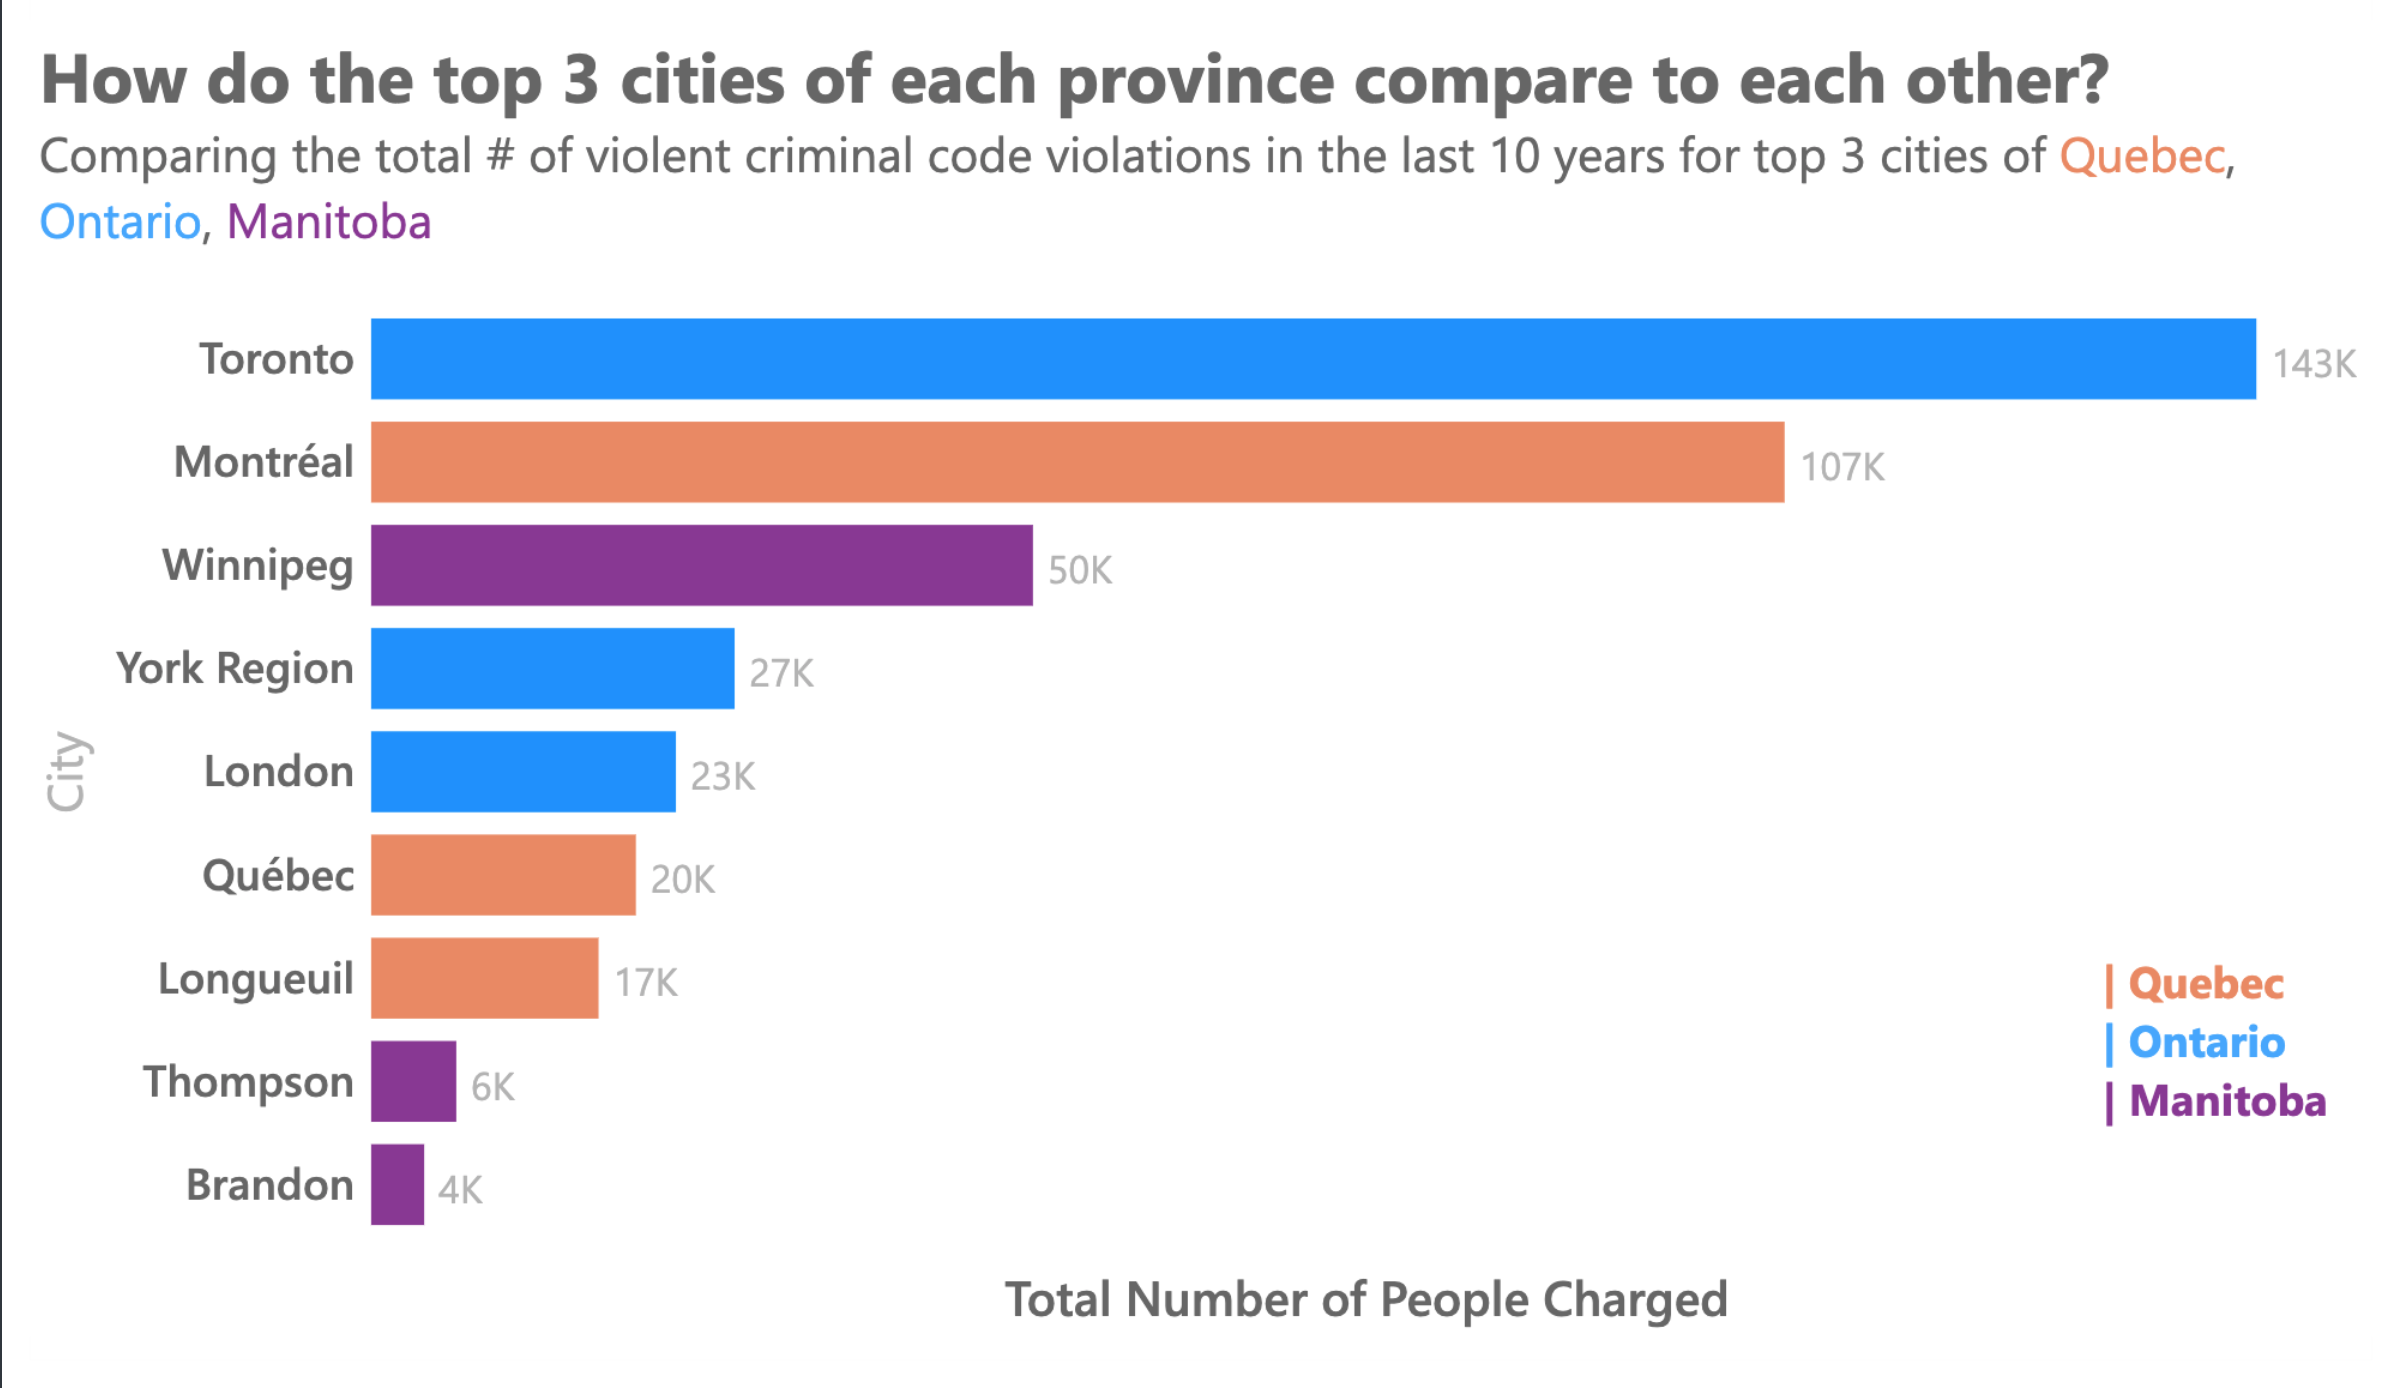 How do the top 3 cities of each province compare to each other?
Comparing the total # of violent criminal code violations in the last 10 years for top 3 cities of Quebec,
Ontario, Manitoba
Toronto 143K
Montréal 107K
Winnipeg 50K
York Region 27K
London 23K
City
Québec 20K
Longueuil 17K
Thompson 6K
Brandon 4K
| Quebec
| Ontario
| Manitoba
Total Number of People Charged